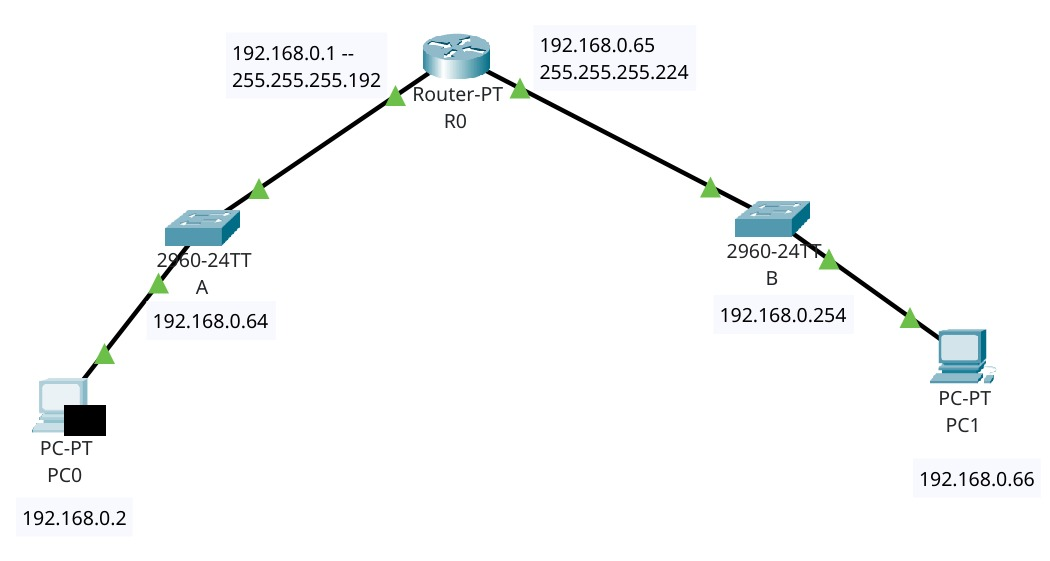 192.168.0.1 --
255.255.255.192
192.168.0.65
255.255.255.224
Router-PT
R0
2960-24TT
A
192.168.0.64
2960-24TT
B
192.168.0.254
PC-PT
PC0
192.168.0.2
PC-PT
PC1
192.168.0.66